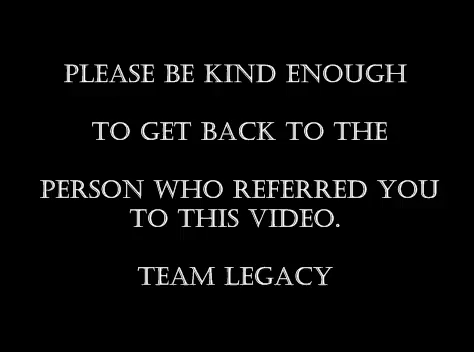 PLEASE BE KIND ENOUGH
TO GET BACK TO THE
PERSON WHO REFERRED YOU
TO THIS VIDEO.
TEAM LEGACY